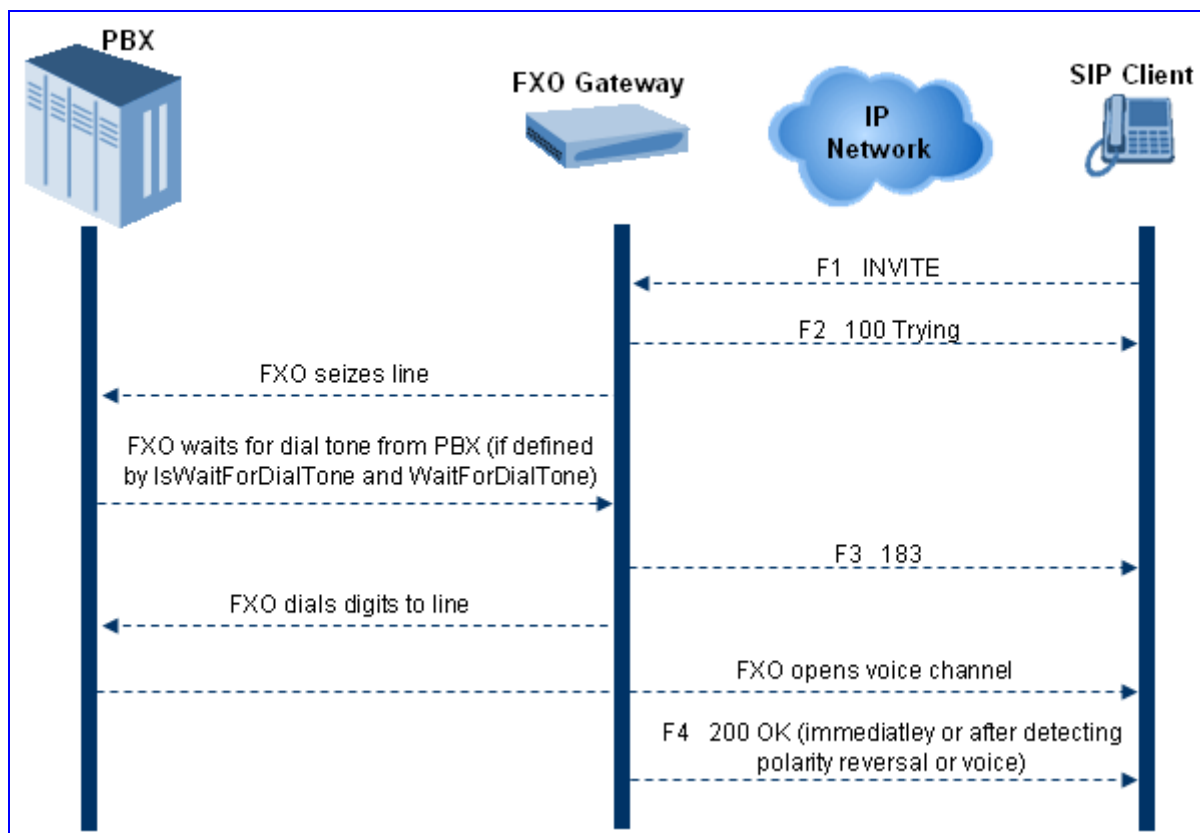 PBX
FXO Gateway
IP
Network
SIP Client
F1 INVITE
F2 100 Trying
FXO seizes line
FXO waits for dial tone from PBX (if defined
by IsWaitForDialTone and WaitForDialTone)
F3 183
FXO dials digits to line
FXO opens voice channel
F4 200 OK (immediatley or after detecting
polarity reversal or voice)